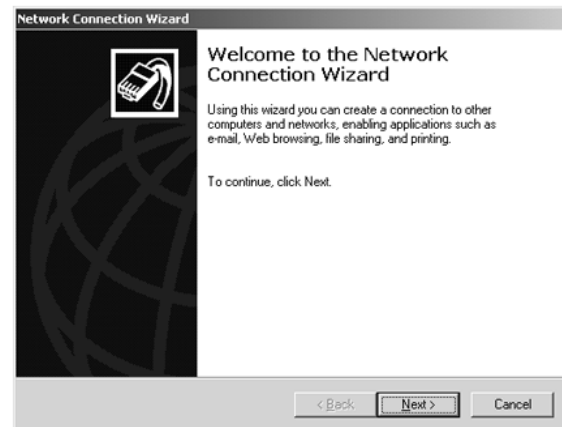 Network Connection Wizard
Welcome to the Network
Connection Wizard
Using this wizard you can create a connection to other
computers and networks, enabling applications such as
e-mail, Web browsing, file sharing, and printing.
To continue, click Next.
< Back Next > Cancel